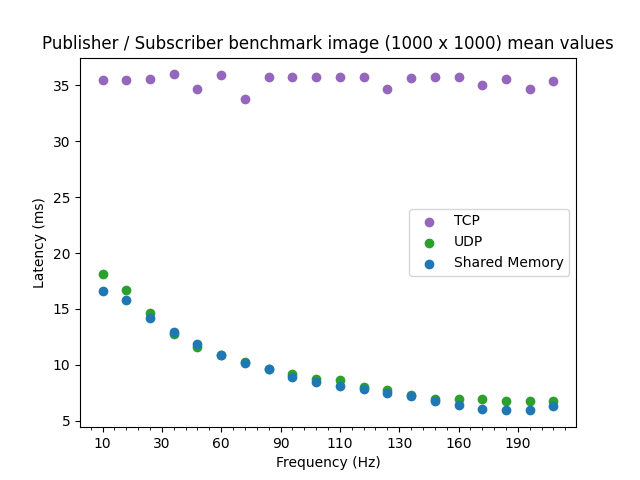 Publisher / Subscriber benchmark image (1000 x 1000) mean values
35
30
25
20
15
10
5
Latency (ms)
TCP
UDP
Shared Memory
10 30 60 90 110 130 160 190
Frequency (Hz)